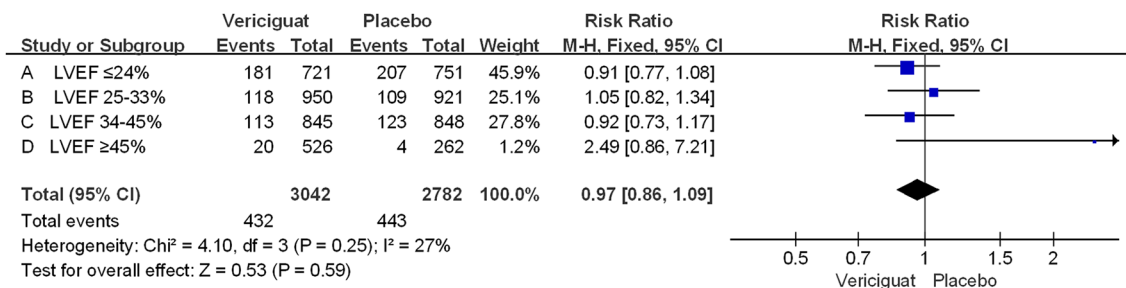 Vericiguat Placebo Risk Ratio Risk Ratio
Study or Subgroup Events Total Events Total Weight M-H, Fixed, 95% CI M-H, Fixed, 95% CI
A LVEF ≤24% 181 721 207 751 45.9% 0.91 [0.77, 1.08]
B LVEF 25-33% 118 950 109 921 25.1% 1.05 [0.82, 1.34]
C LVEF 34-45% 113 845 123 848 27.8% 0.92 [0.73, 1.17]
D LVEF ≥45% 20 526 4 262 1.2% 2.49 [0.86, 7.21]
Total (95% CI) 3042 2782 100.0% 0.97 [0.86, 1.09]
Total events 432 443
Heterogeneity: Chi² = 4.10, df = 3 (P = 0.25); I² = 27%
Test for overall effect: Z = 0.53 (P = 0.59)
0.5 0.7 1 1.5 2
Vericiguat Placebo